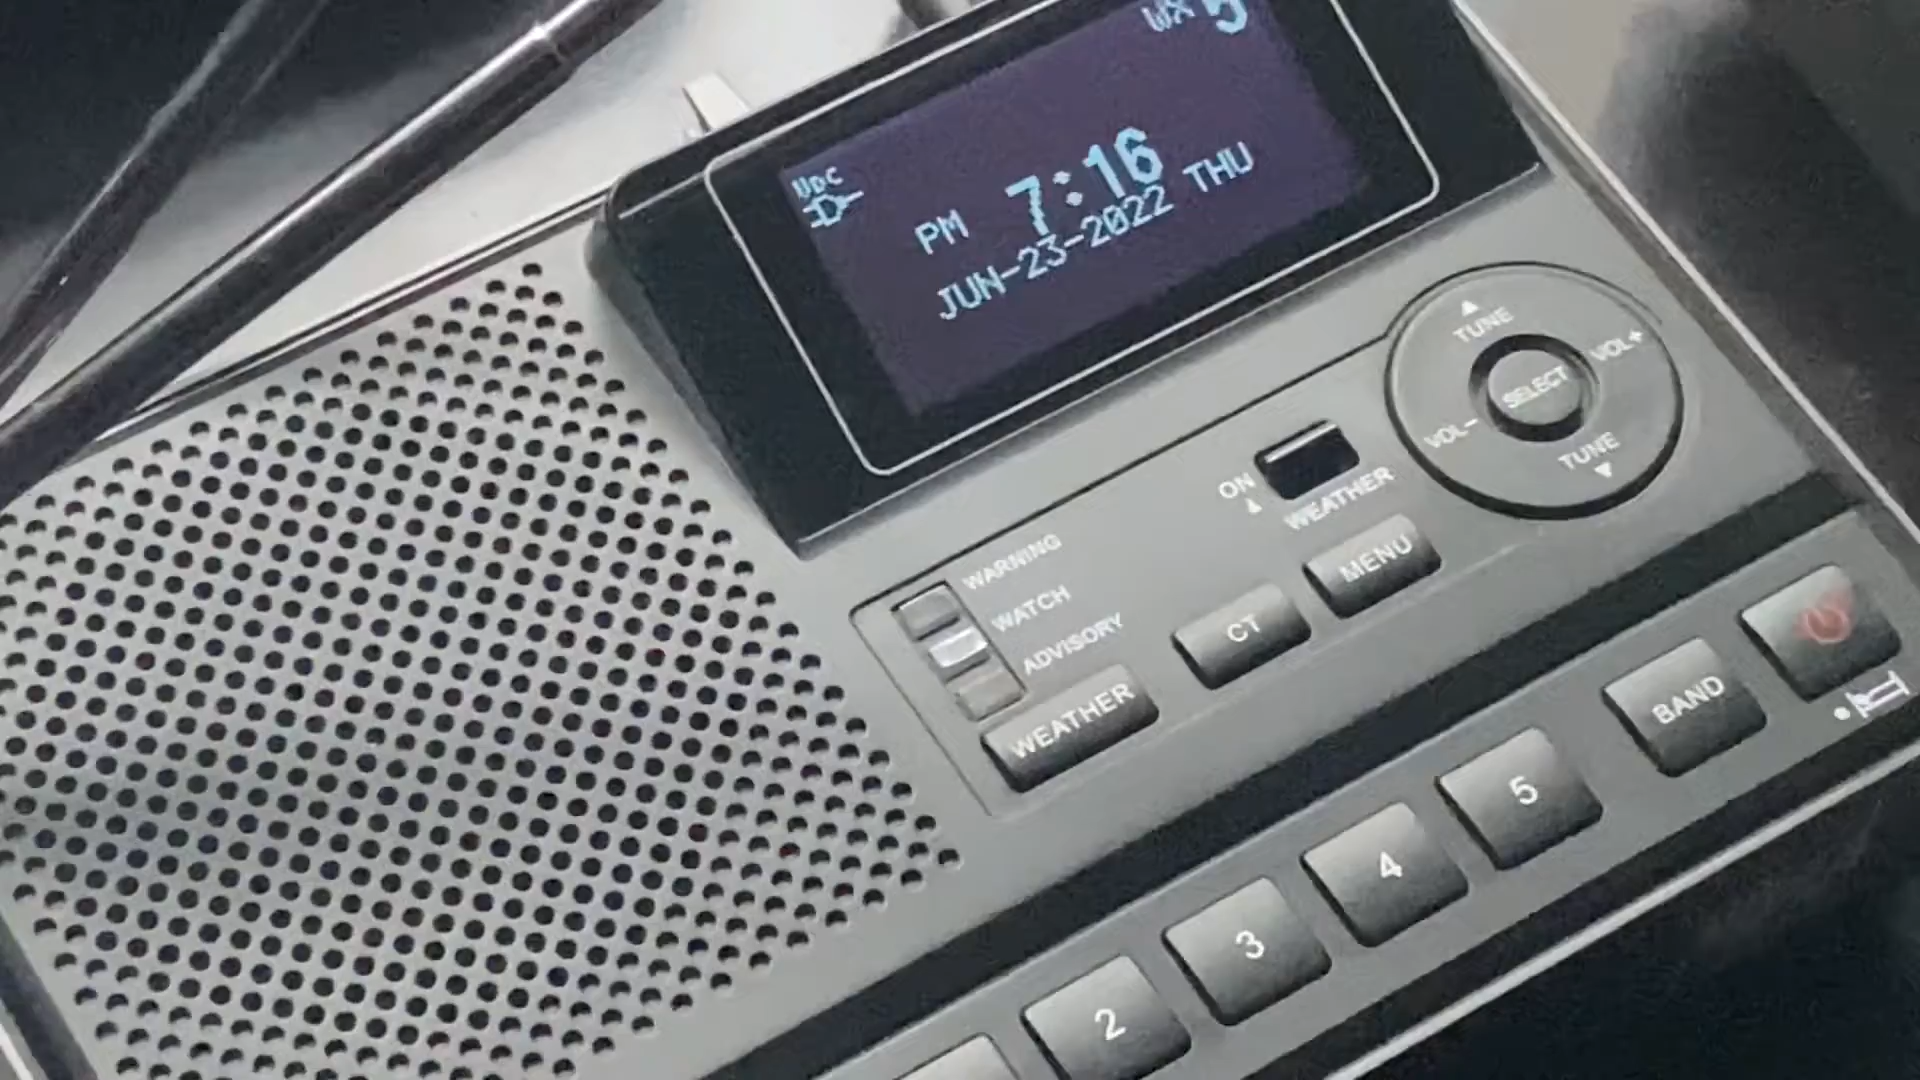 WX 5
UDC
PM 7:16
JUN-23-2022 THU
TUNE
VOL+
SELECT
VOL-
TUNE
ON
WEATHER
WARNING
WATCH
ADVISORY
MENU
CT
WEATHER
BAND
5
4
3
2